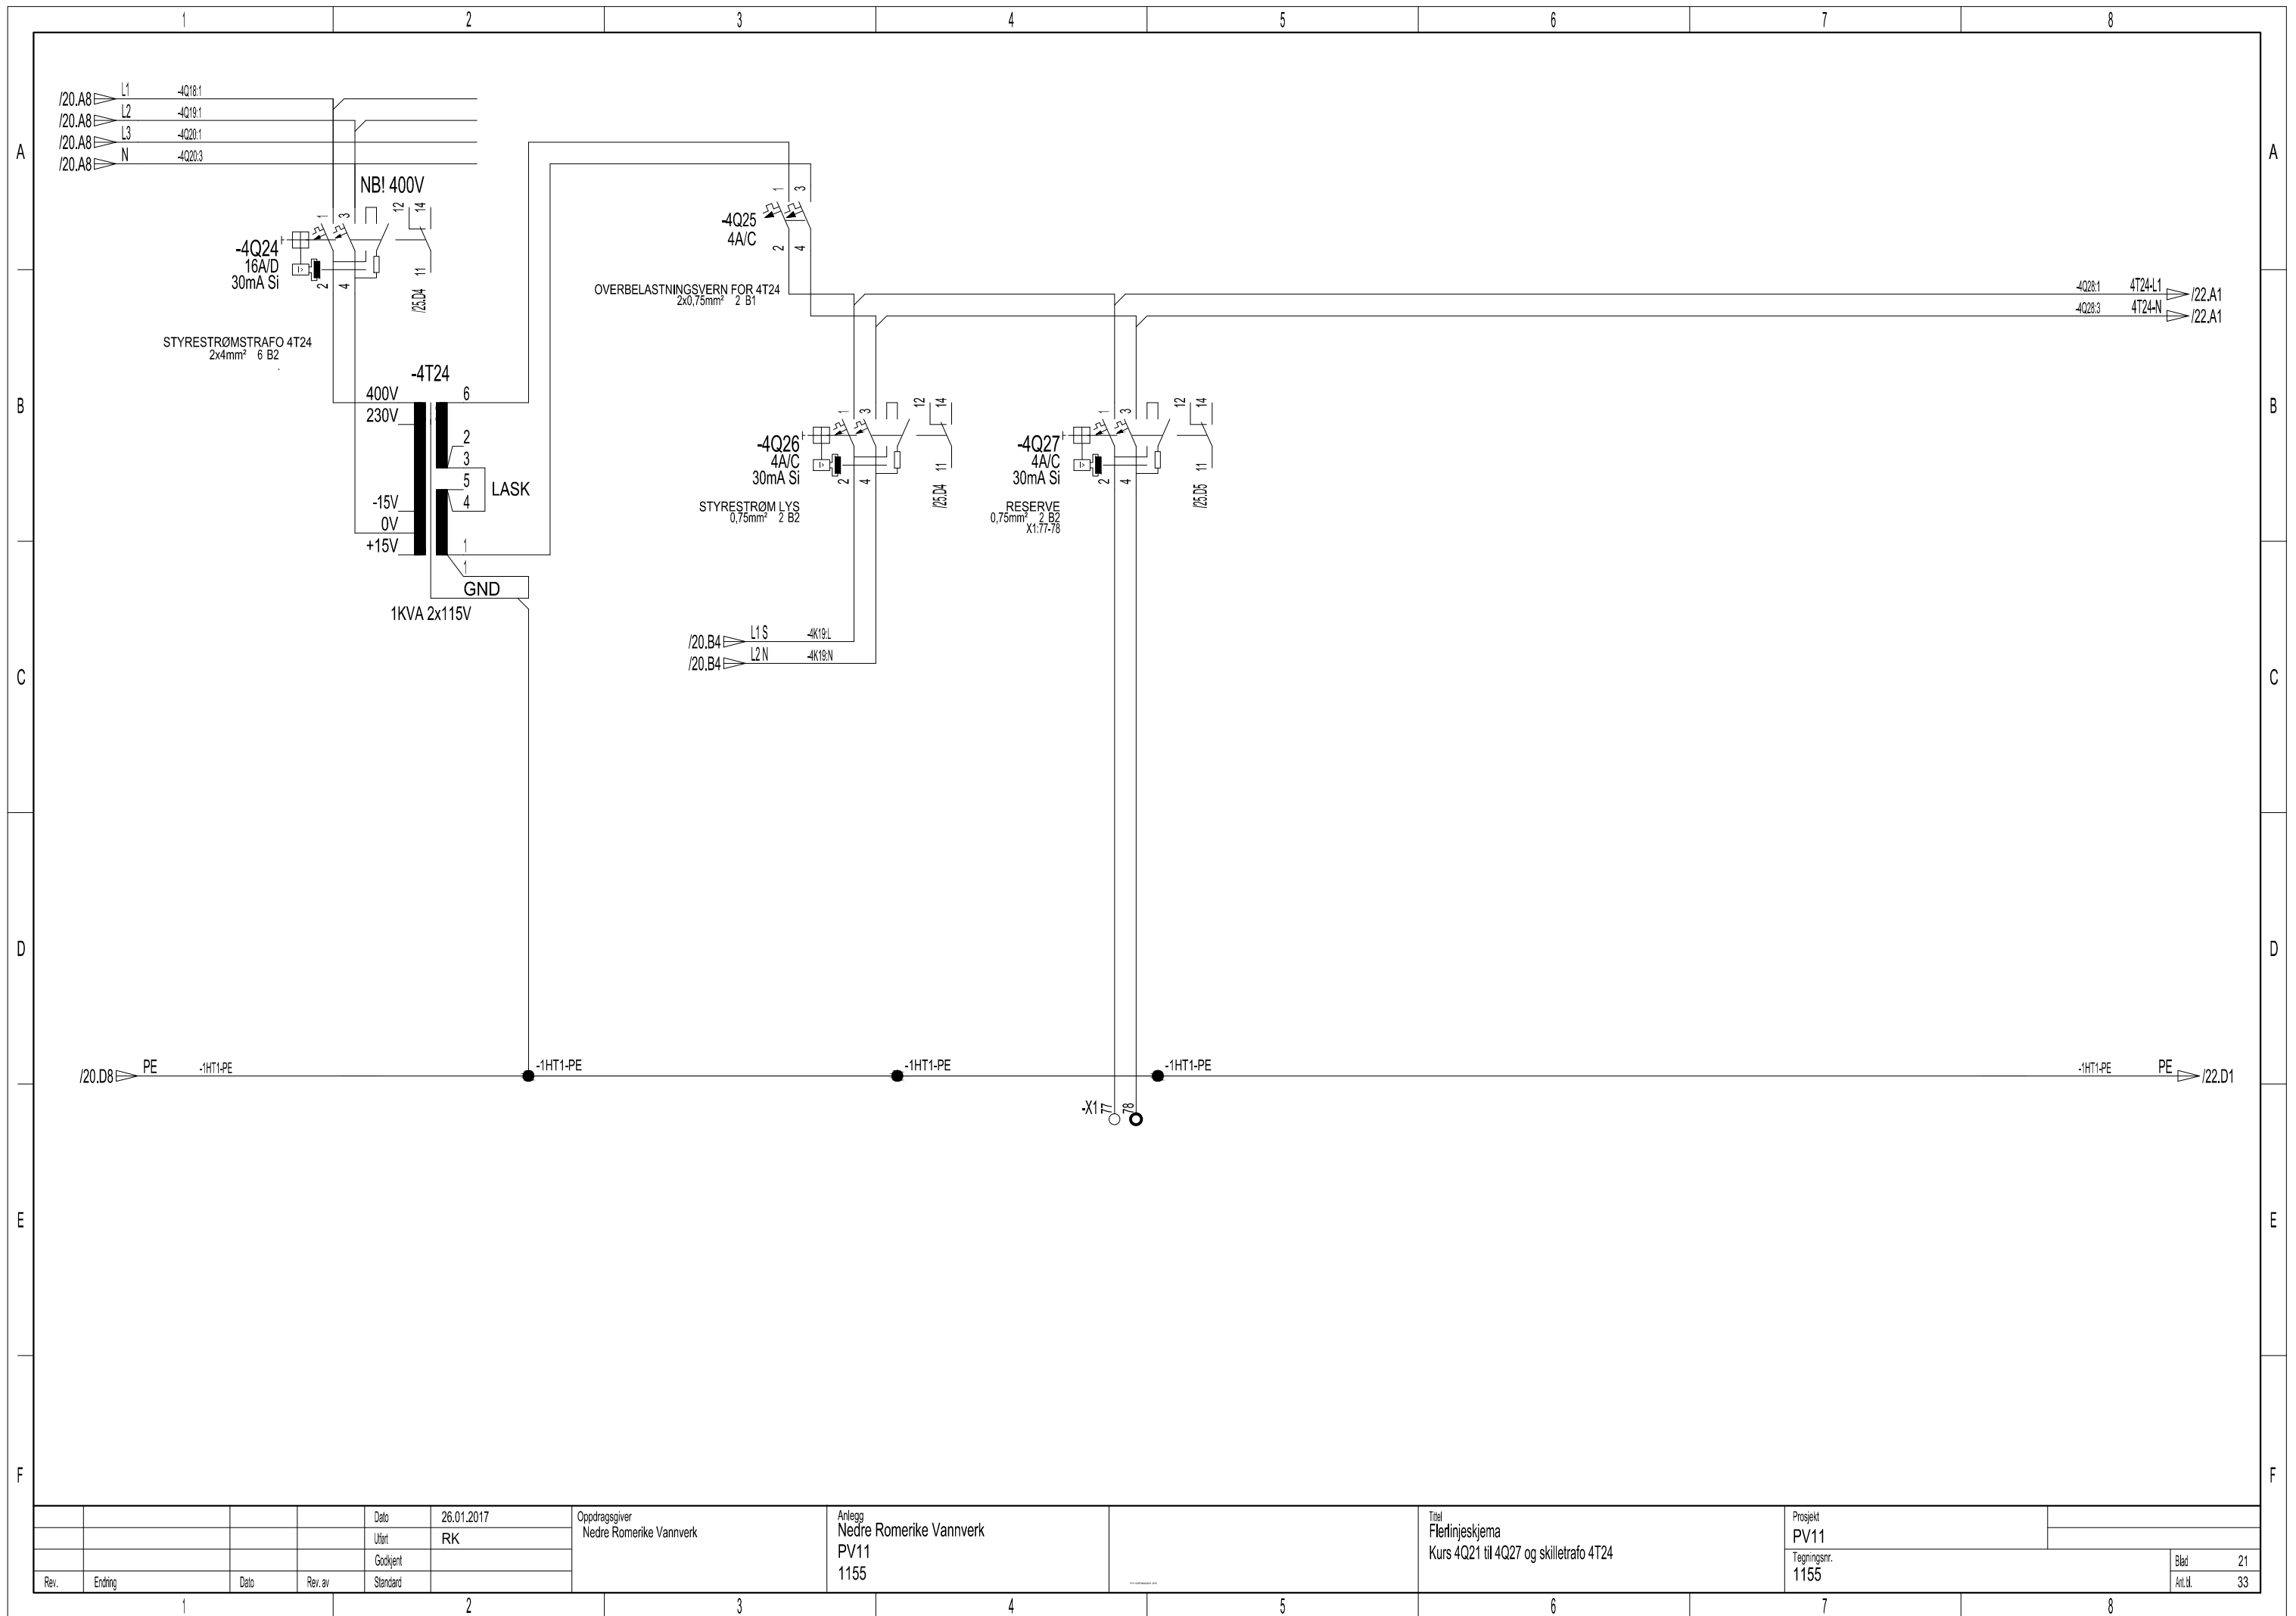 1 2 3 4 5 6 7 8
A A
B B
C C
D D
E E
F F
/20.A8 L1 -4Q18:1
/20.A8 L2 -4Q19:1
/20.A8 L3 -4Q20:1
/20.A8 N -4Q20:3
NB! 400V
1 3 12 14
-4Q24
16A/D
30mA Si
2 4 11
/25.D4
STYRESTRØMSTRAFO 4T24
2x4mm² 6 B2
-4T24
400V 6
230V
2
3
5
-15V 4
LASK
0V
+15V 1
1
GND
1KVA 2x115V
1 3
-4Q25
4A/C
2 4
OVERBELASTNINGSVERN FOR 4T24
2x0,75mm² 2 B1
-4Q28:1 4T24-L1 /22.A1
-4Q28:3 4T24-N /22.A1
1 3 12 14
-4Q26
4A/C
30mA Si
2 4 11
/25.D4
STYRESTRØM LYS
0,75mm² 2 B2
1 3 12 14
-4Q27
4A/C
30mA Si
2 4 11
/25.D5
RESERVE
0,75mm² 2 B2
X1:77-78
/20.B4 L1 S -4K19:L
/20.B4 L2 N -4K19:N
/20.D8 PE -1HT1-PE
-1HT1-PE
-1HT1-PE
-1HT1-PE
-1HT1-PE PE /22.D1
-X1 77 78
Dato 26.01.2017
Utført RK
Godkjent
Rev. Endring Dato Rev. av Standard
Oppdragsgiver
Nedre Romerike Vannverk
Anlegg
Nedre Romerike Vannverk
PV11
1155
Titel
Flerlinjeskjema
Kurs 4Q21 til 4Q27 og skilletrafo 4T24
Prosjekt
PV11
Tegningsnr.
1155
Blad 21
Ant.bl. 33
1 2 3 4 5 6 7 8